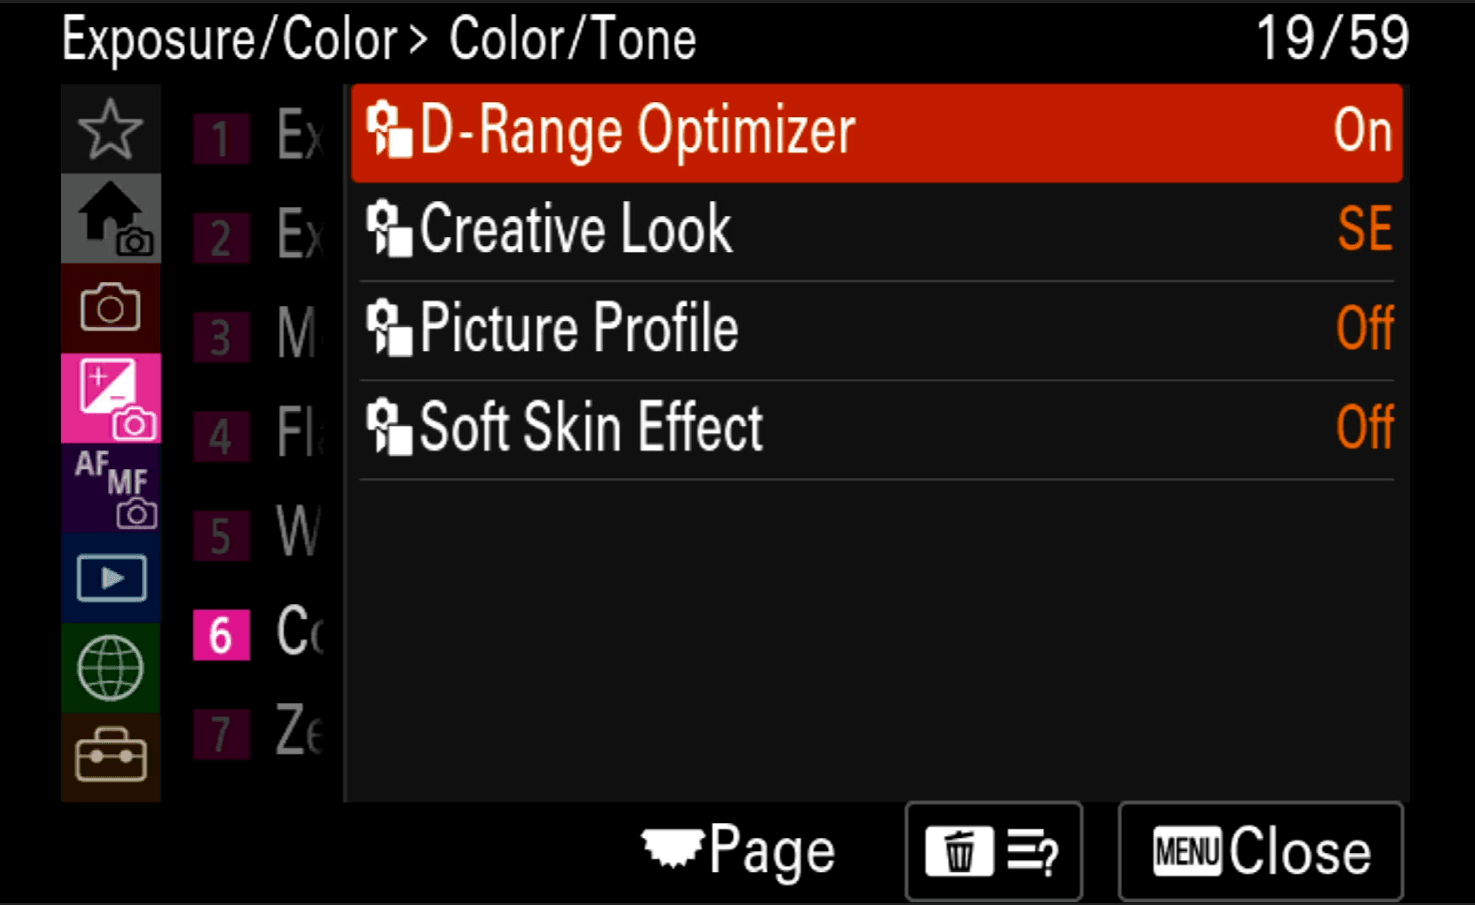 Exposure/Color> Color/Tone 19/59
1 Ex
2 Ex
3 M
4 Fl
5 W
6 Co
7 Ze
AF MF
D-Range Optimizer On
Creative Look SE
Picture Profile Off
Soft Skin Effect Off
Page
?
MENU Close